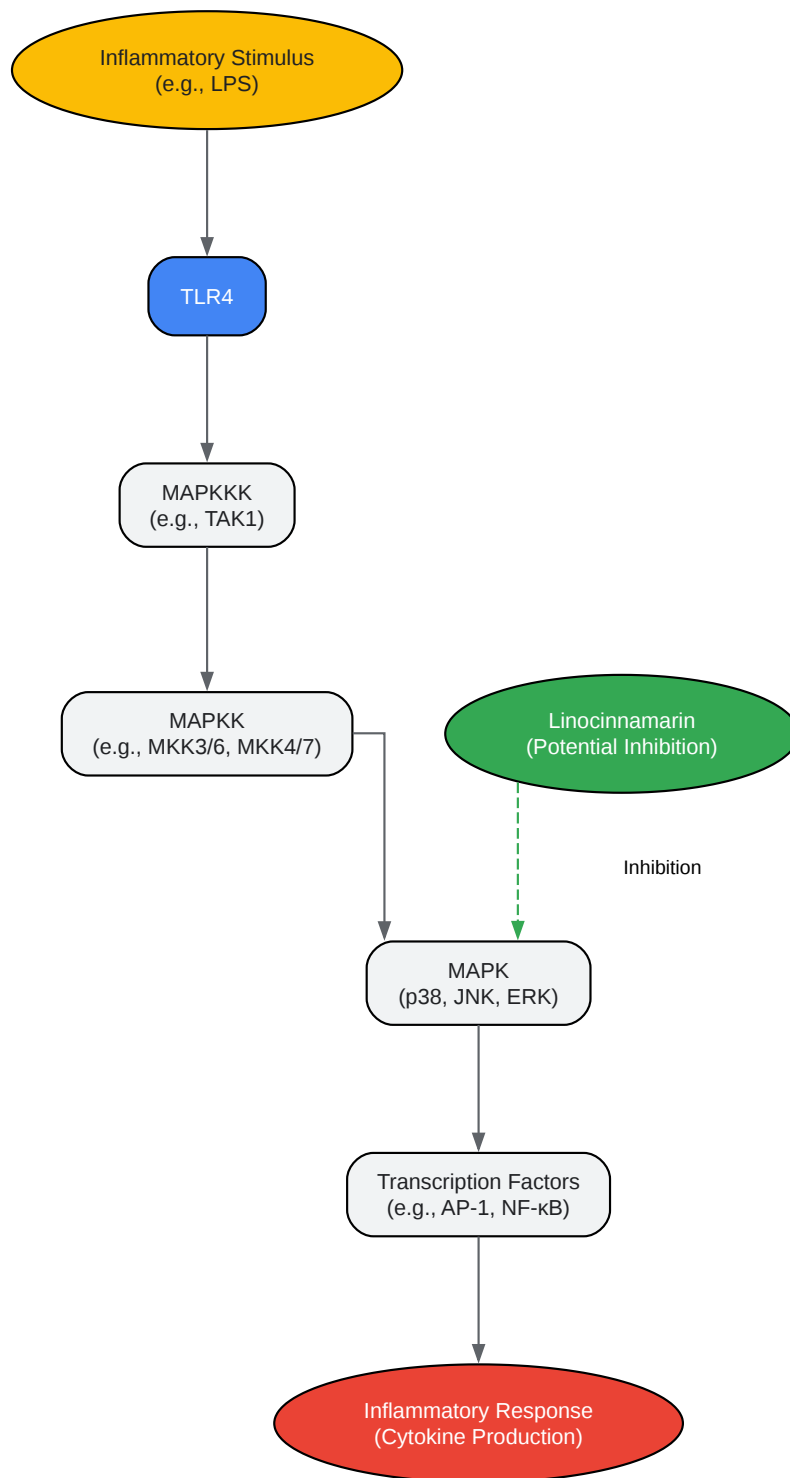 Inflammatory Stimulus
(e.g., LPS)
TLR4
MAPKKK
(e.g., TAK1)
MAPKK
(e.g., MKK3/6, MKK4/7)
Linocinnamarin
(Potential Inhibition)
Inhibition
MAPK
(p38, JNK, ERK)
Transcription Factors
(e.g., AP-1, NF-κB)
Inflammatory Response
(Cytokine Production)